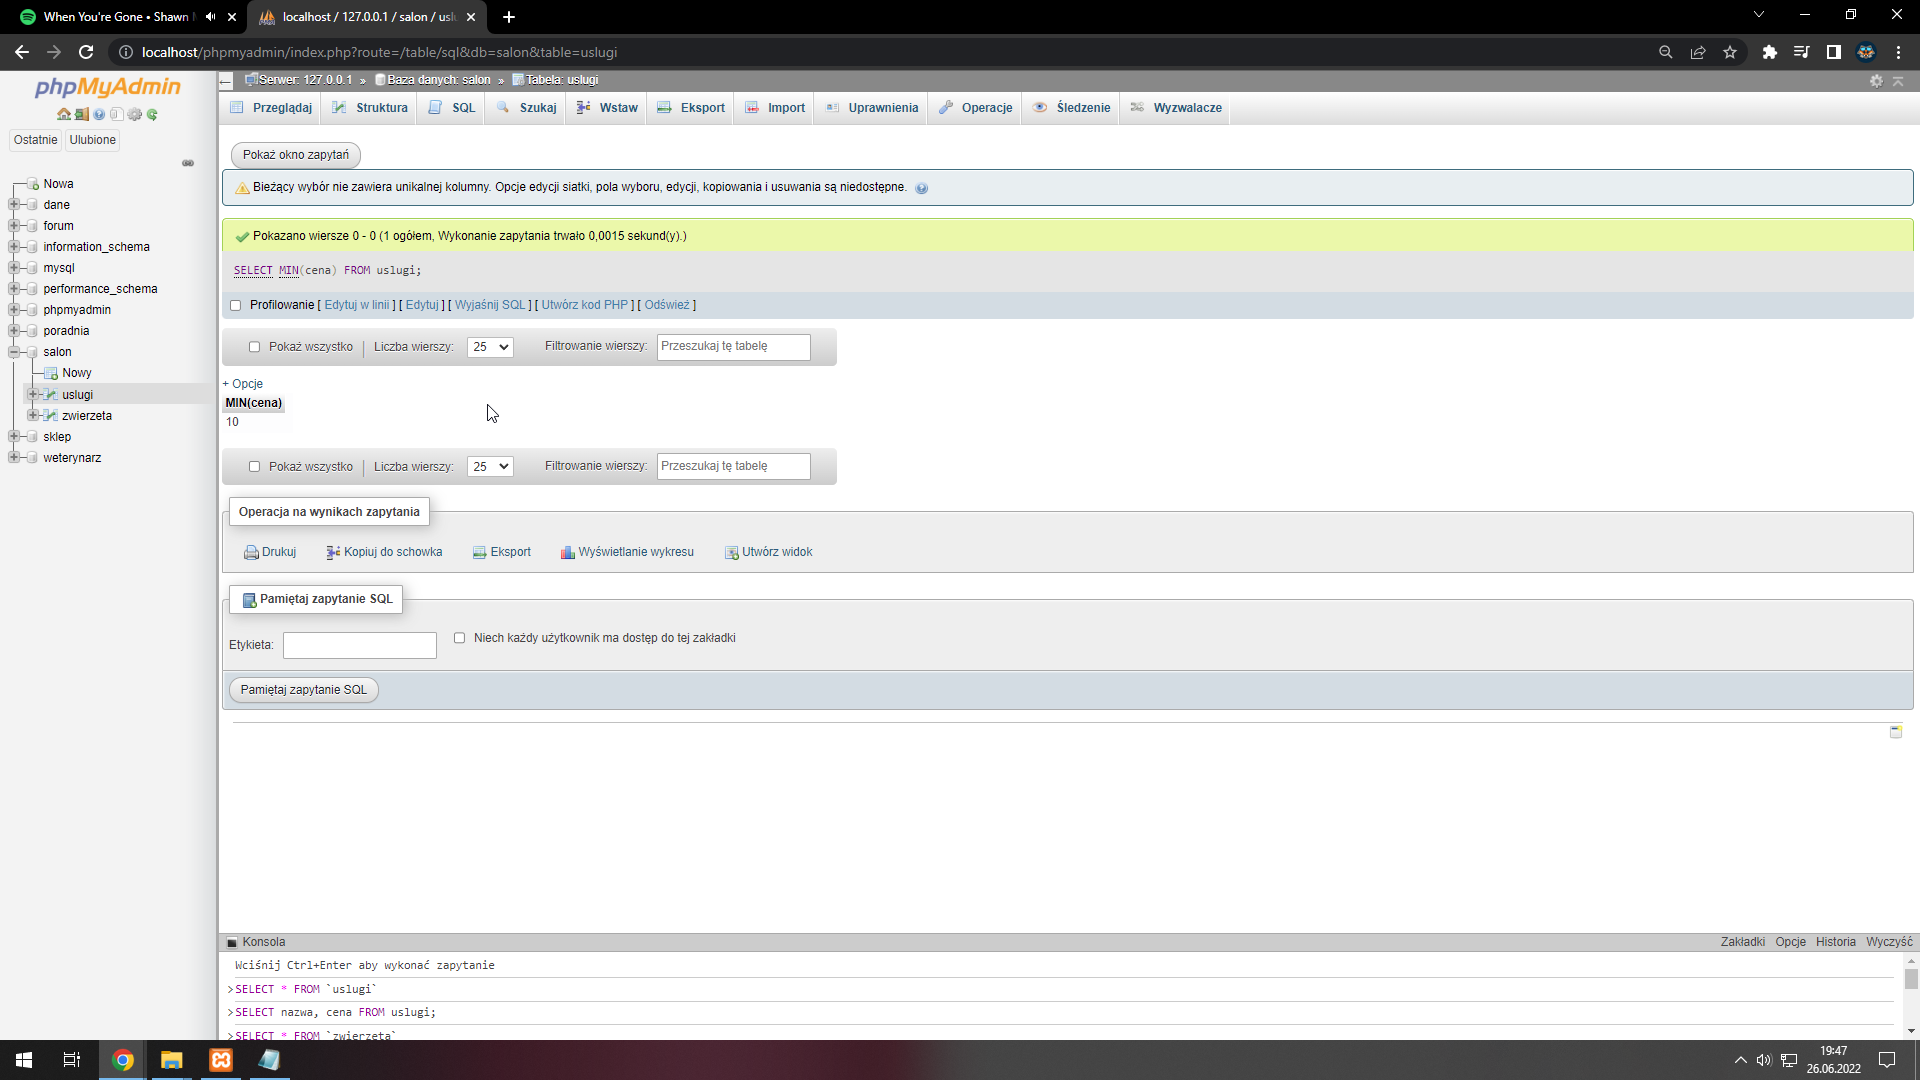 When You're Gone • Shawn
localhost / 127.0.0.1 / salon / usl
localhost/phpmyadmin/index.php?route=/table/sql&db=salon&table=uslugi
phpMyAdmin
Ostatnie
Ulubione
Nowa
dane
forum
information_schema
mysql
performance_schema
phpmyadmin
poradnia
salon
Nowy
uslugi
zwierzeta
sklep
weterynarz
Serwer: 127.0.0.1 » Baza danych: salon » Tabela: uslugi
Przeglądaj Struktura SQL Szukaj Wstaw Eksport Import Uprawnienia Operacje Śledzenie Wyzwalacze
Pokaż okno zapytań
Bieżący wybór nie zawiera unikalnej kolumny. Opcje edycji siatki, pola wyboru, edycji, kopiowania i usuwania są niedostępne.
Pokazano wiersze 0 - 0 (1 ogółem, Wykonanie zapytania trwało 0,0015 sekund(y).)
SELECT MIN(cena) FROM uslugi;
Profilowanie [ Edytuj w linii ] [ Edytuj ] [ Wyjaśnij SQL ] [ Utwórz kod PHP ] [ Odśwież ]
Pokaż wszystko | Liczba wierszy: 25 Filtrowanie wierszy: Przeszukaj tę tabelę
+ Opcje
MIN(cena)
10
Pokaż wszystko | Liczba wierszy: 25 Filtrowanie wierszy: Przeszukaj tę tabelę
Operacja na wynikach zapytania
Drukuj Kopiuj do schowka Eksport Wyświetlanie wykresu Utwórz widok
Pamiętaj zapytanie SQL
Etykieta: Niech każdy użytkownik ma dostęp do tej zakładki
Pamiętaj zapytanie SQL
Konsola Zakładki Opcje Historia Wyczyść
Wciśnij Ctrl+Enter aby wykonać zapytanie
>SELECT * FROM `uslugi`
>SELECT nazwa, cena FROM uslugi;
>SELECT * FROM `zwierzeta`
19:47
26.06.2022